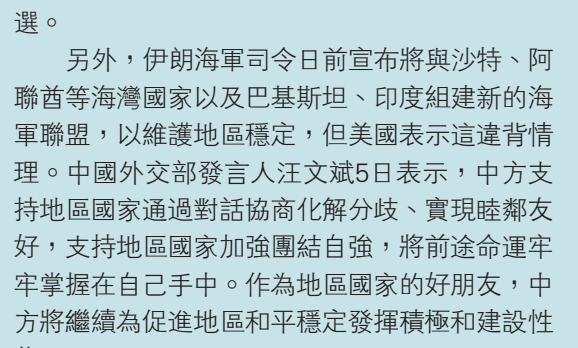 選。
　　另外，伊朗海軍司令日前宣布將與沙特、阿
聯酋等海灣國家以及巴基斯坦、印度組建新的海
軍聯盟，以維護地區穩定，但美國表示這違背情
理。中國外交部發言人汪文斌5日表示，中方支
持地區國家通過對話協商化解分歧、實現睦鄰友
好，支持地區國家加強團結自強，將前途命運牢
牢掌握在自己手中。作為地區國家的好朋友，中
方將繼續為促進地區和平穩定發揮積極和建設性